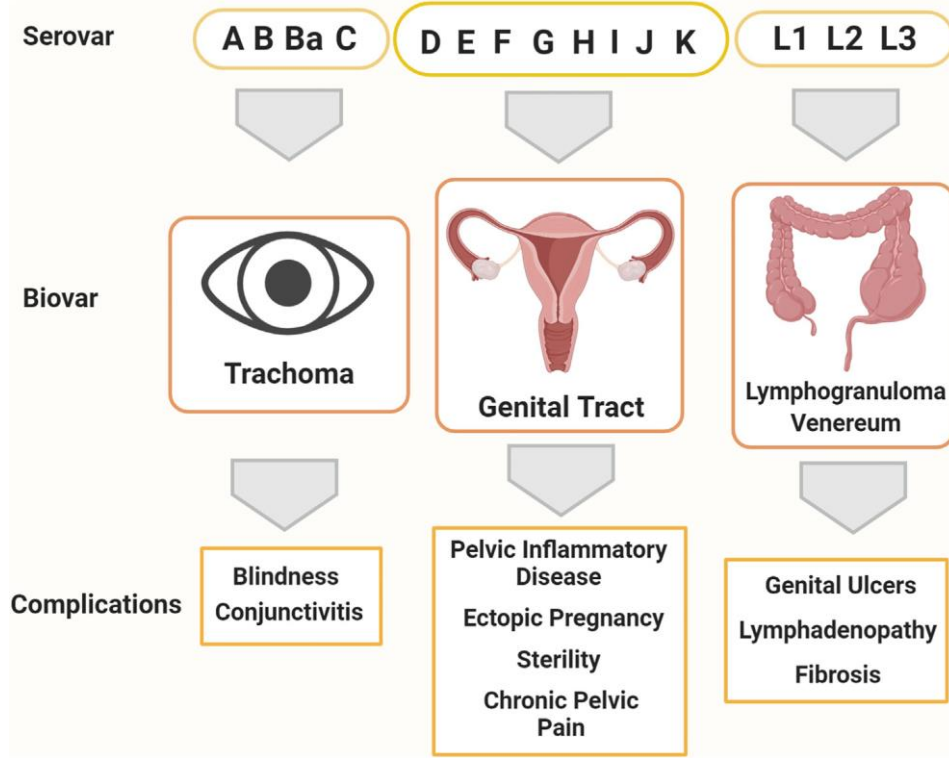 Serovar
A B Ba C
D E F G H I J K
L1 L2 L3
Biovar
Trachoma
Genital Tract
Lymphogranuloma
Venereum
Complications
Blindness
Conjunctivitis
Pelvic Inflammatory
Disease
Ectopic Pregnancy
Sterility
Chronic Pelvic
Pain
Genital Ulcers
Lymphadenopathy
Fibrosis